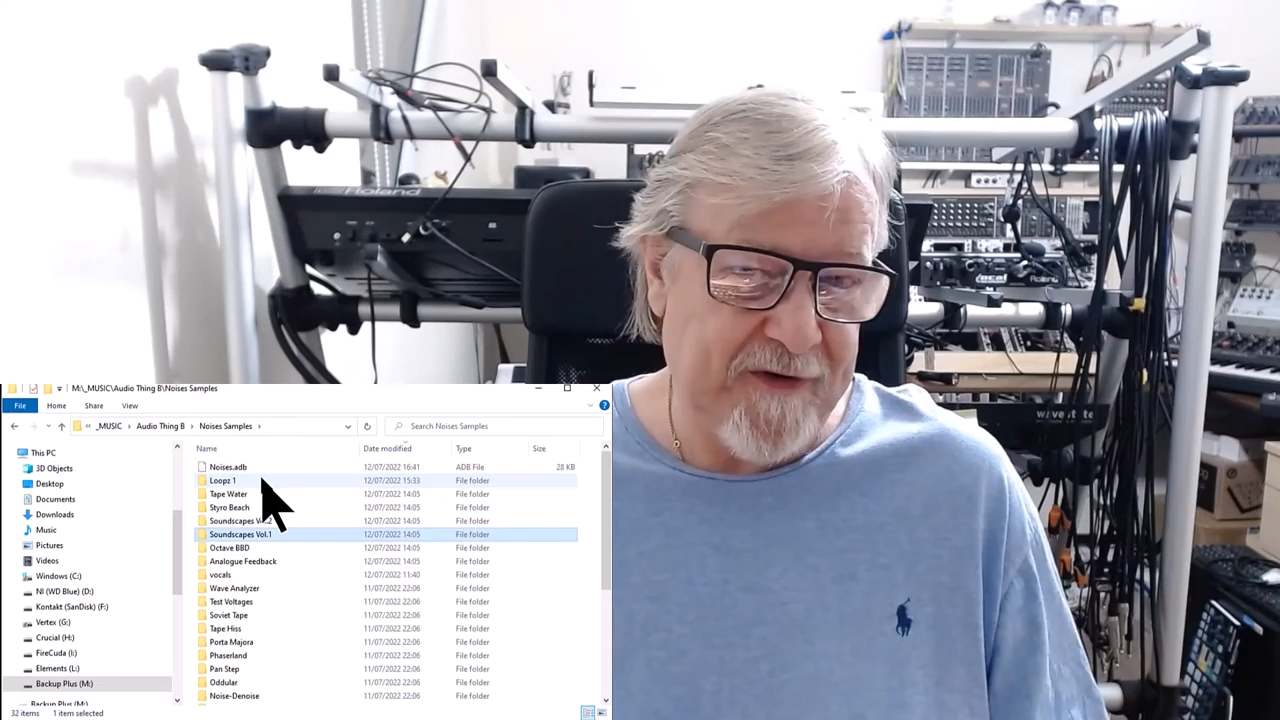 Roland
Roland
wavestate
M:\_MUSIC\Audio Thing B\Noises Samples
File Home Share View
_MUSIC Audio Thing B Noises Samples
Search Noises Samples
Name Date modified Type Size
This PC
3D Objects
Desktop
Documents
Downloads
Music
Pictures
Videos
Windows (C:)
NI (WD Blue) (D:)
Kontakt (SanDisk) (F:)
Vertex (G:)
Crucial (H:)
FireCuda (I:)
Elements (L:)
Backup Plus (M:)
Backup Plus (M:)
Noises.adb 12/07/2022 16:41 ADB File 28 KB
Loopz 1 12/07/2022 15:33 File folder
Tape Water 12/07/2022 14:05 File folder
Styro Beach 12/07/2022 14:05 File folder
Soundscapes 12/07/2022 14:05 File folder
Soundscapes Vol.1 12/07/2022 14:05 File folder
Octave BBD 12/07/2022 14:05 File folder
Analogue Feedback 12/07/2022 14:05 File folder
vocals 12/07/2022 11:40 File folder
Wave Analyzer 11/07/2022 22:06 File folder
Test Voltages 11/07/2022 22:06 File folder
Soviet Tape 11/07/2022 22:06 File folder
Tape Hiss 11/07/2022 22:06 File folder
Porta Majora 11/07/2022 22:06 File folder
Phaserland 11/07/2022 22:06 File folder
Pan Step 11/07/2022 22:06 File folder
Oddular 11/07/2022 22:06 File folder
Noise-Denoise 11/07/2022 22:06 File folder
32 items 1 item selected